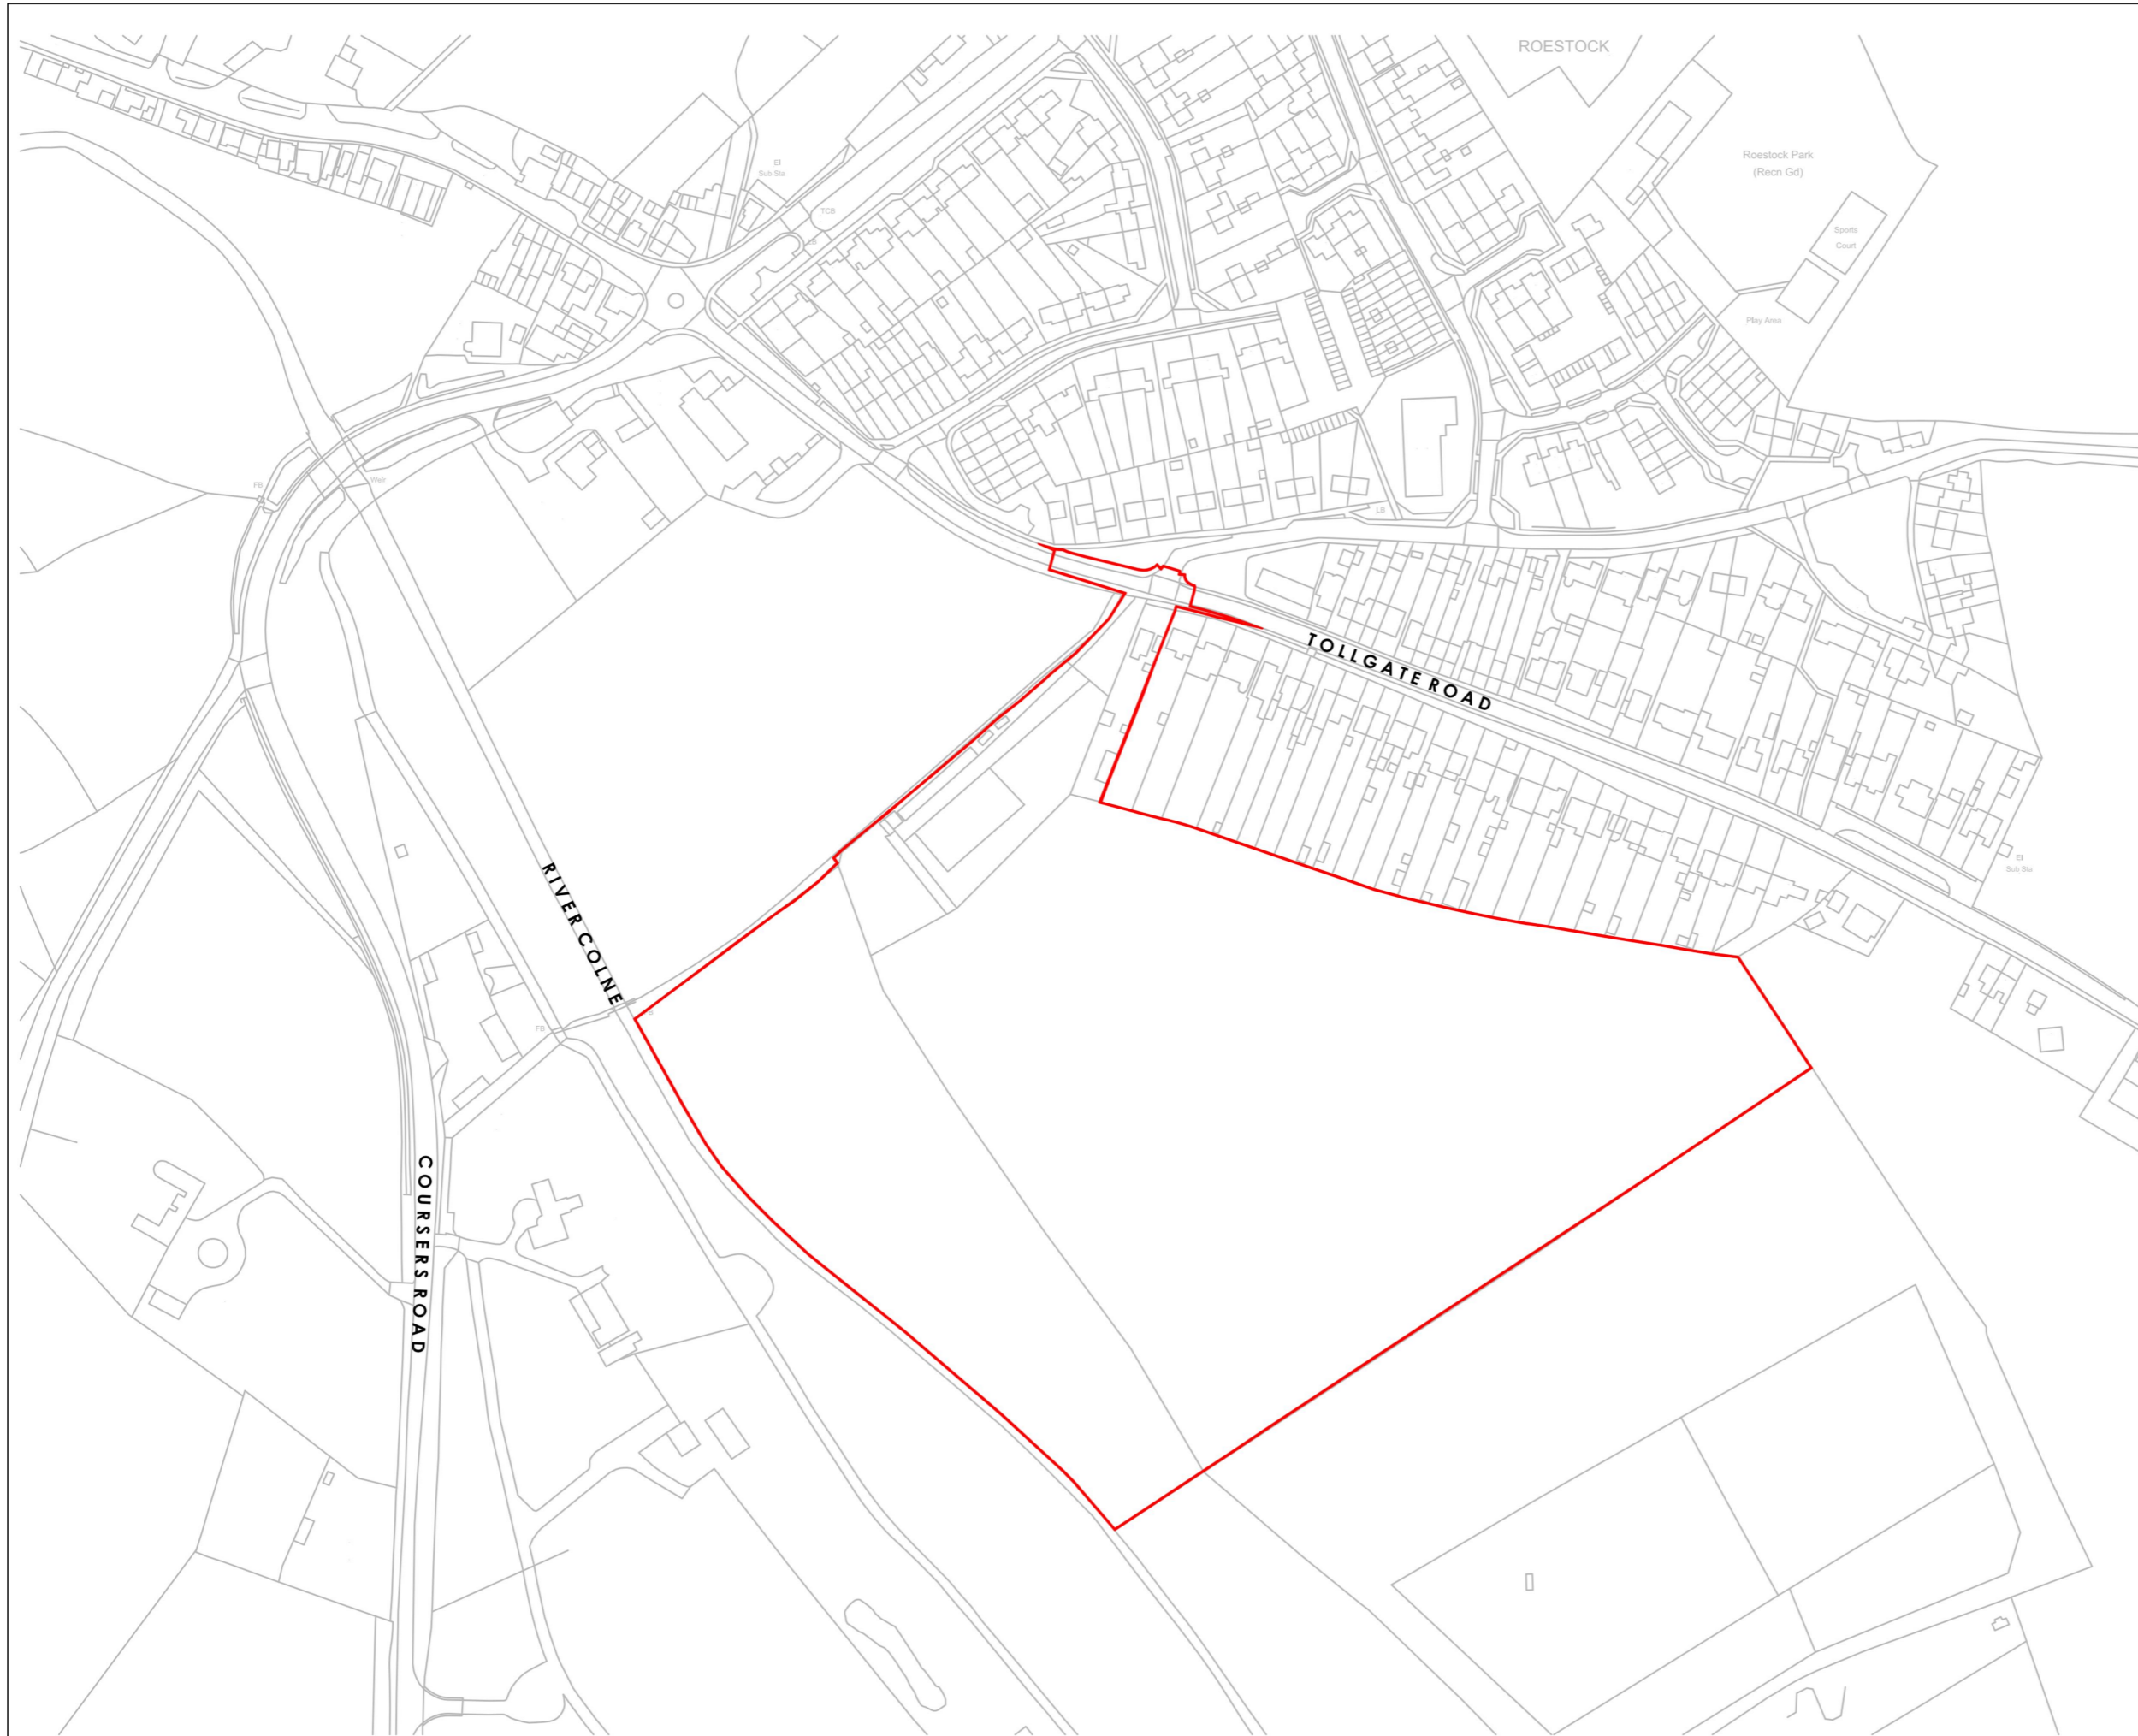 ROESTOCK
Roestock Park
(Recn Gd)
El
Sub Sta
TCB
Sports
Court
Play Area
FB
Weir
LB
TOLLGATE ROAD
El
Sub Sta
RIVER COLNE
FB
COURSERS ROAD